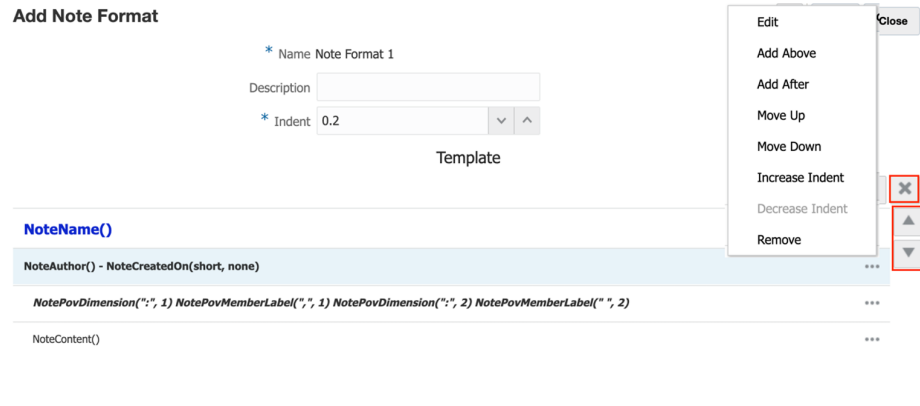 Add Note Format
Close
* Name Note Format 1
Description
* Indent 0.2
Template
Edit
Add Above
Add After
Move Up
Move Down
Increase Indent
Decrease Indent
Remove
NoteName()
NoteAuthor() - NoteCreatedOn(short, none)
NotePovDimension(":", 1) NotePovMemberLabel(",", 1) NotePovDimension(":", 2) NotePovMemberLabel(" ", 2)
NoteContent()